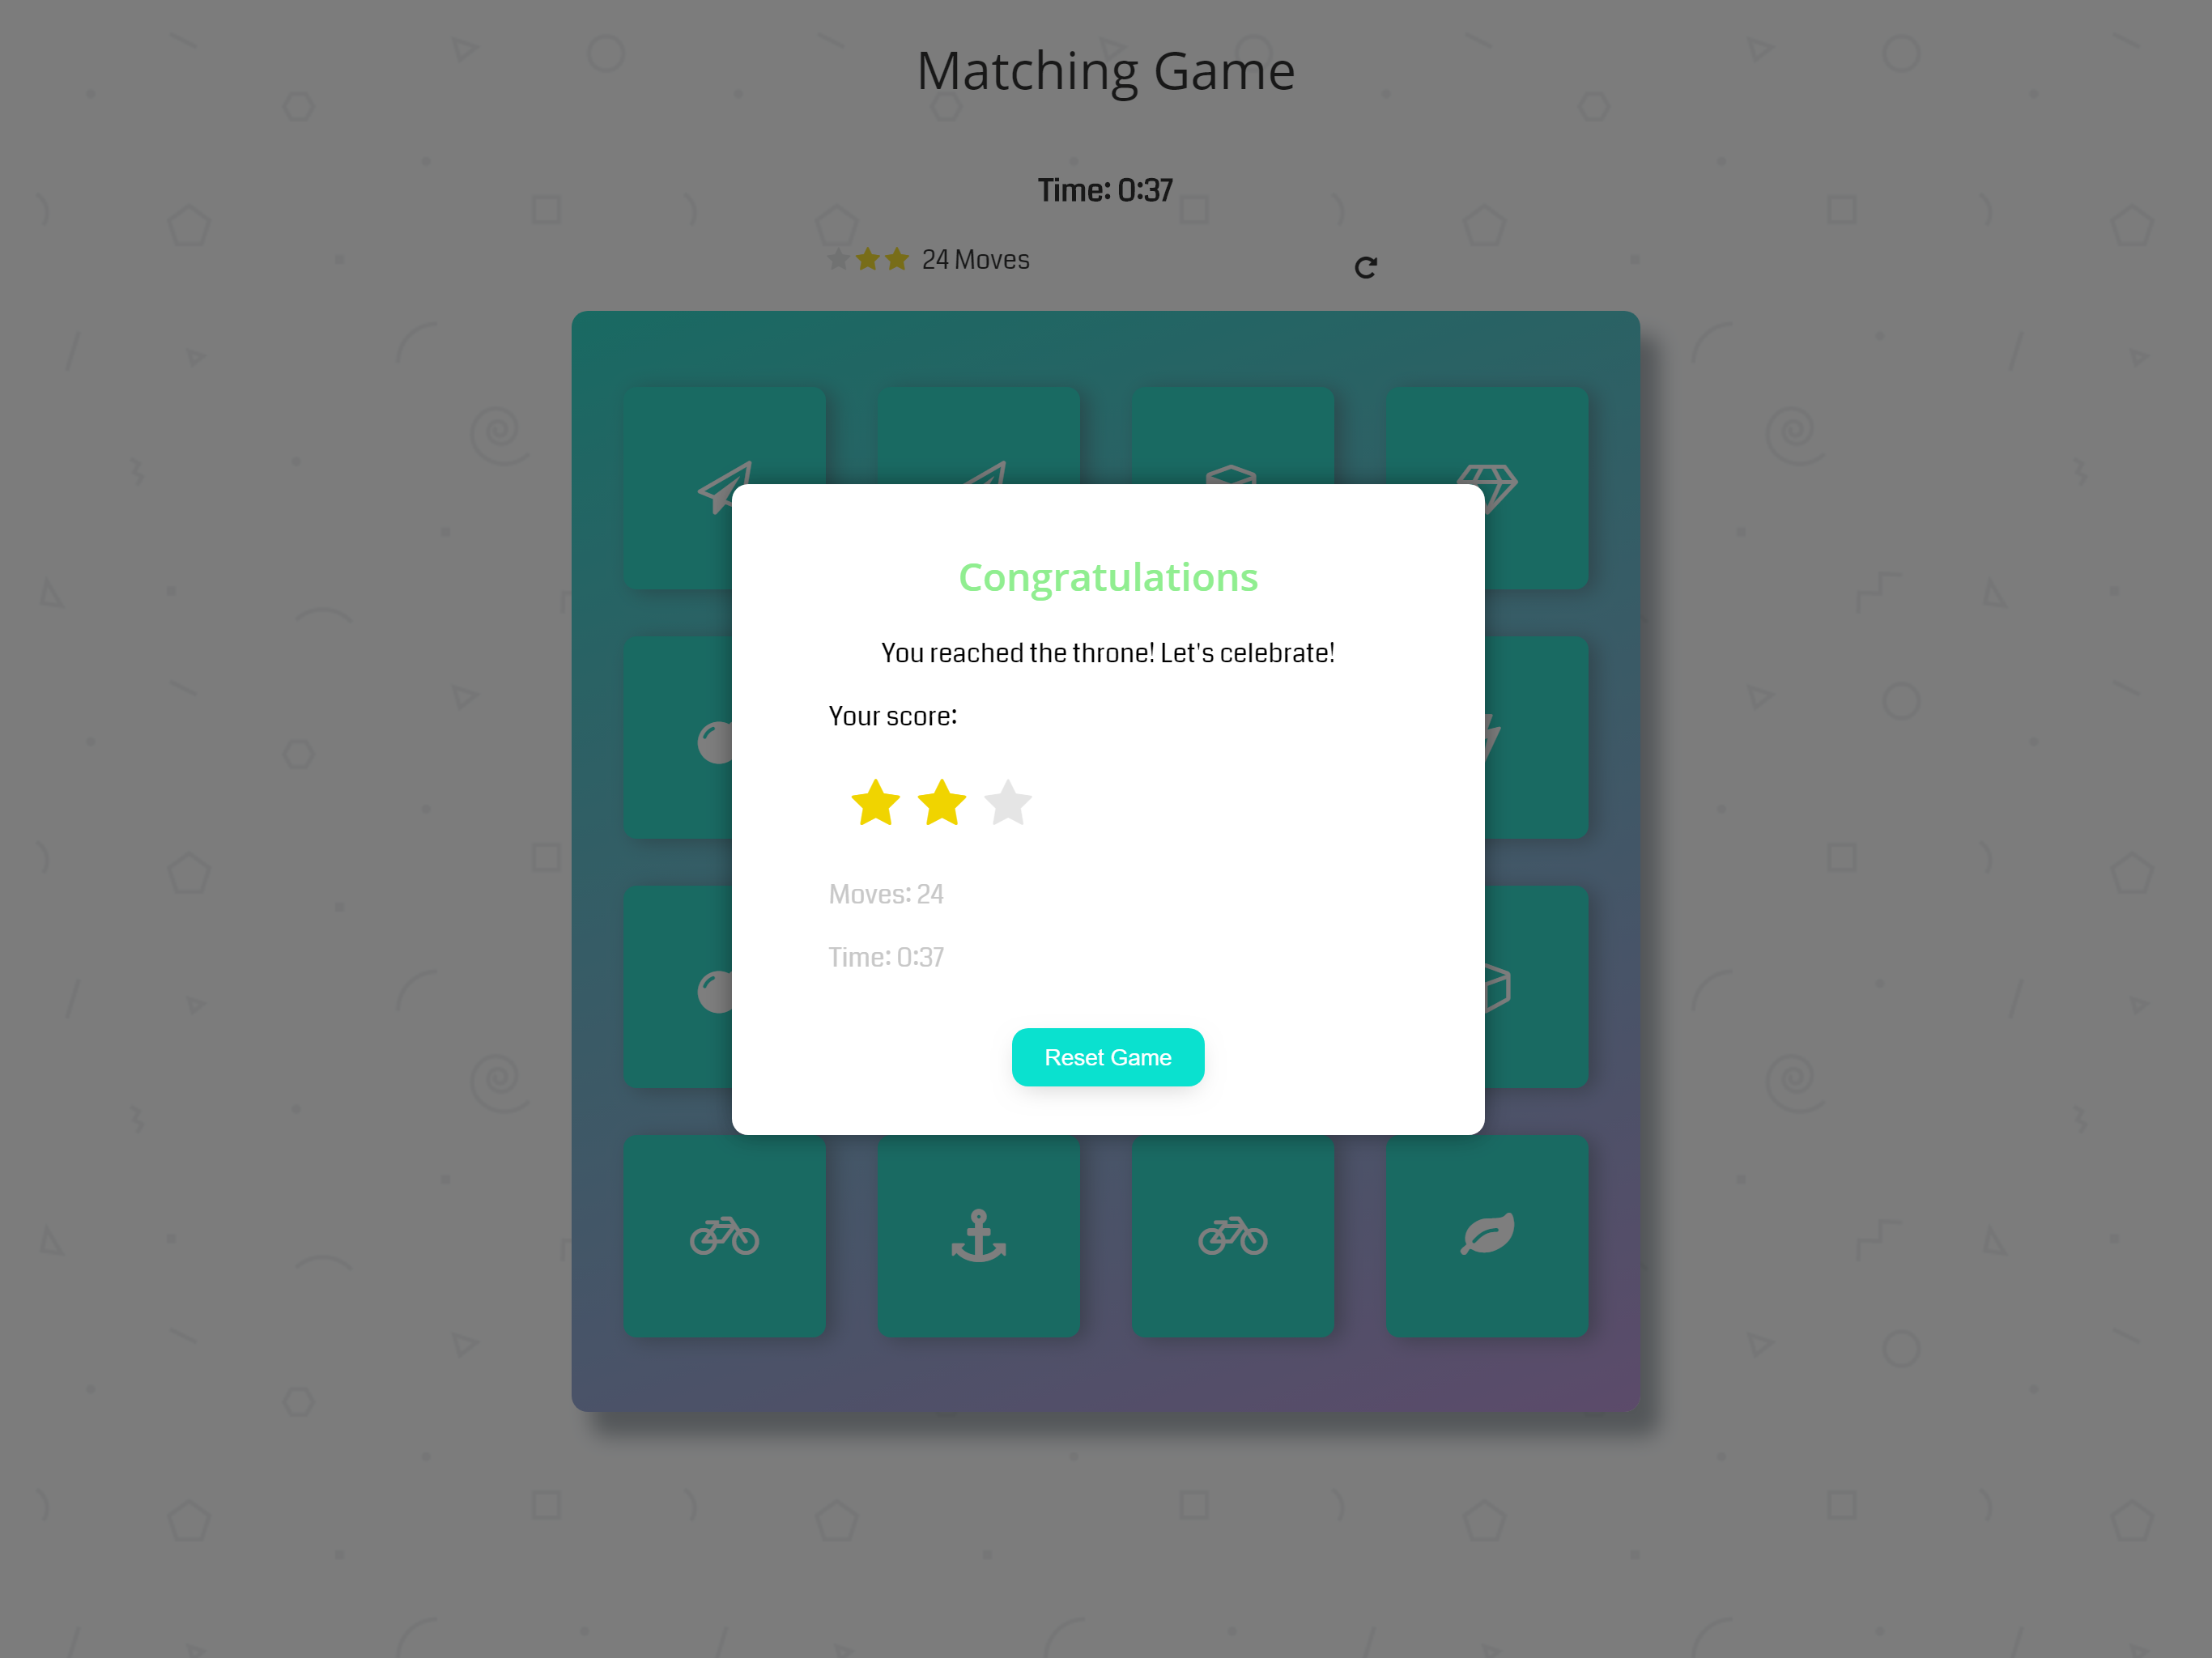 Matching Game
Time: 0:37
24 Moves
Congratulations
You reached the throne! Let's celebrate!
Your score:
Moves: 24
Time: 0:37
Reset Game